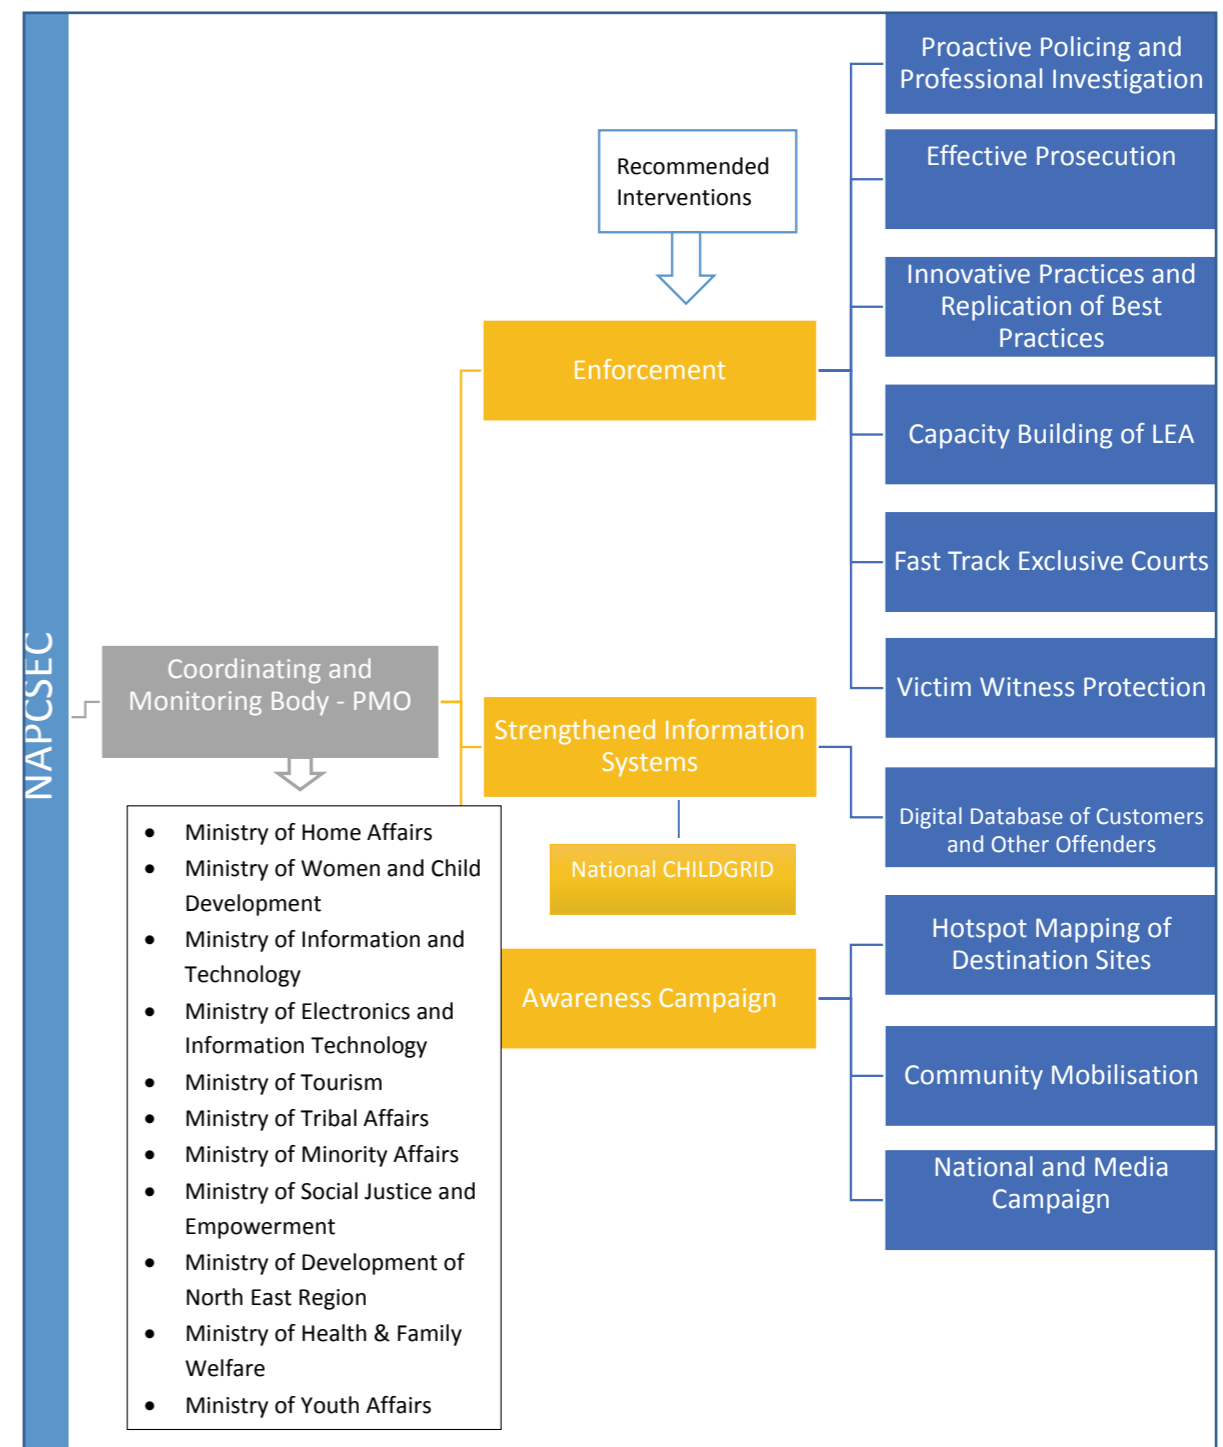 NAPCSEC
Coordinating and
Monitoring Body - PMO
• Ministry of Home Affairs
• Ministry of Women and Child
Development
• Ministry of Information and
Technology
• Ministry of Electronics and
Information Technology
• Ministry of Tourism
• Ministry of Tribal Affairs
• Ministry of Minority Affairs
• Ministry of Social Justice and
Empowerment
• Ministry of Development of
North East Region
• Ministry of Health & Family
Welfare
• Ministry of Youth Affairs
Recommended
Interventions
Enforcement
Strengthened Information
Systems
National CHILDGRID
Awareness Campaign
Proactive Policing and
Professional Investigation
Effective Prosecution
Innovative Practices and
Replication of Best
Practices
Capacity Building of LEA
Fast Track Exclusive Courts
Victim Witness Protection
Digital Database of Customers
and Other Offenders
Hotspot Mapping of
Destination Sites
Community Mobilisation
National and Media
Campaign